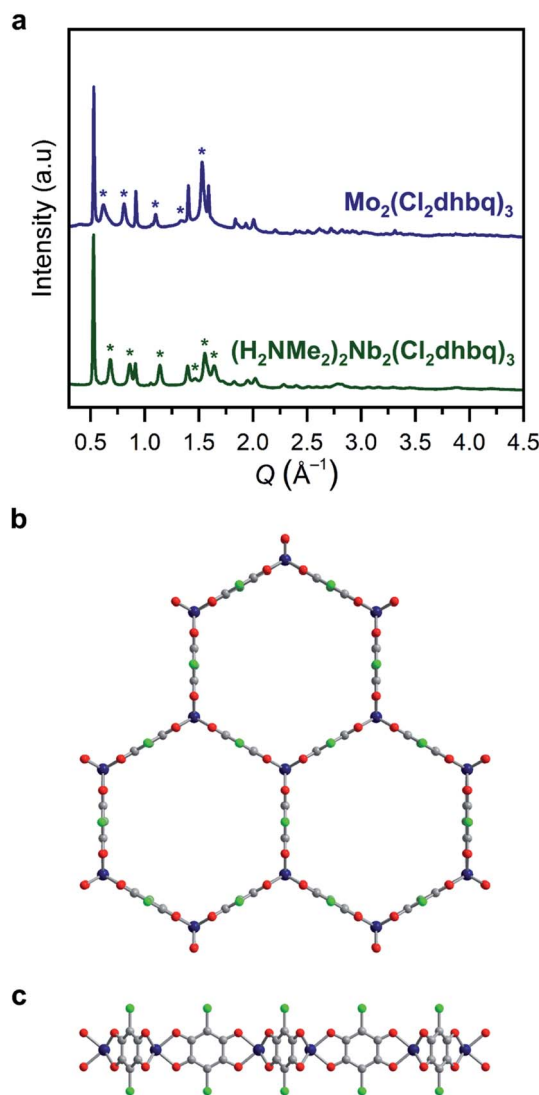 a
Intensity (a.u)
* * * * *
Mo₂(Cl₂dhbq)₃
* * * * * *
(H₂NMe₂)₂Nb₂(Cl₂dhbq)₃
0.5 1.0 1.5 2.0 2.5 3.0 3.5 4.0 4.5
Q (Å⁻¹)
b
c